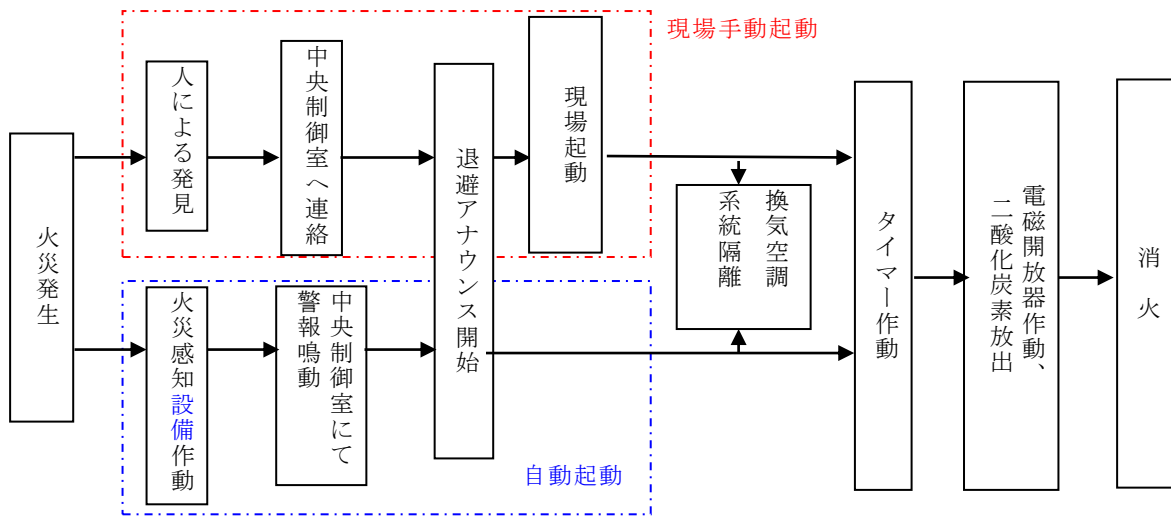 現場手動起動
火災発生
人による発見
中央制御室へ連絡
退避アナウンス開始
現場起動
火災感知設備作動
中央制御室にて
警報鳴動
自動起動
換気空調
系統隔離
タイマー作動
電磁開放器作動、
二酸化炭素放出
消火